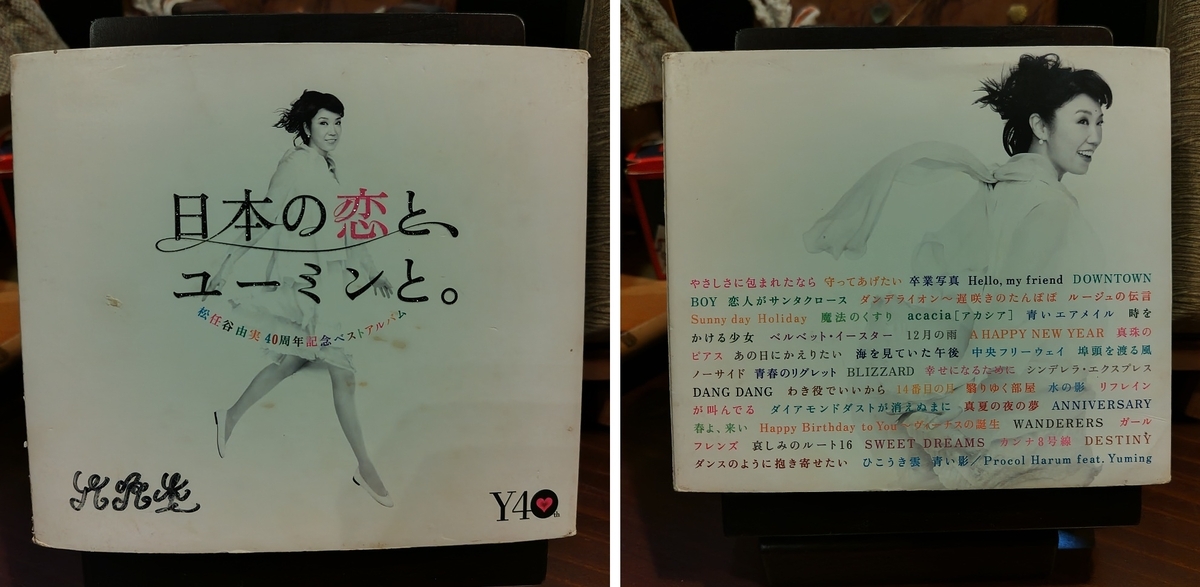 日本の恋と、
ユーミンと。
松任谷由実 40周年記念ベストアルバム
Y40th
やさしさに包まれたなら 守ってあげたい 卒業写真 Hello, my friend DOWNTOWN
BOY 恋人がサンタクロース ダンデライオン〜遅咲きのたんぽぽ ルージュの伝言
Sunny day Holiday 魔法のくすり acacia[アカシア] 青いエアメイル 時を
かける少女 ベルベット・イースター 12月の雨 A HAPPY NEW YEAR 真珠の
ピアス あの日にかえりたい 海を見ていた午後 中央フリーウェイ 埠頭を渡る風
ノーサイド 青春のリグレット BLIZZARD 幸せになるために シンデレラ・エクスプレス
DANG DANG わき役でいいから 14番目の月 翳りゆく部屋 水の影 リフレイン
が叫んでる ダイアモンドダストが消えぬまに 真夏の夜の夢 ANNIVERSARY
春よ、来い Happy Birthday to You〜ヴィーナスの誕生 WANDERERS ガール
フレンズ 哀しみのルート16 SWEET DREAMS カンナ8号線 DESTINY
ダンスのように抱き寄せたい ひこうき雲 青い影/Procol Harum feat. Yuming